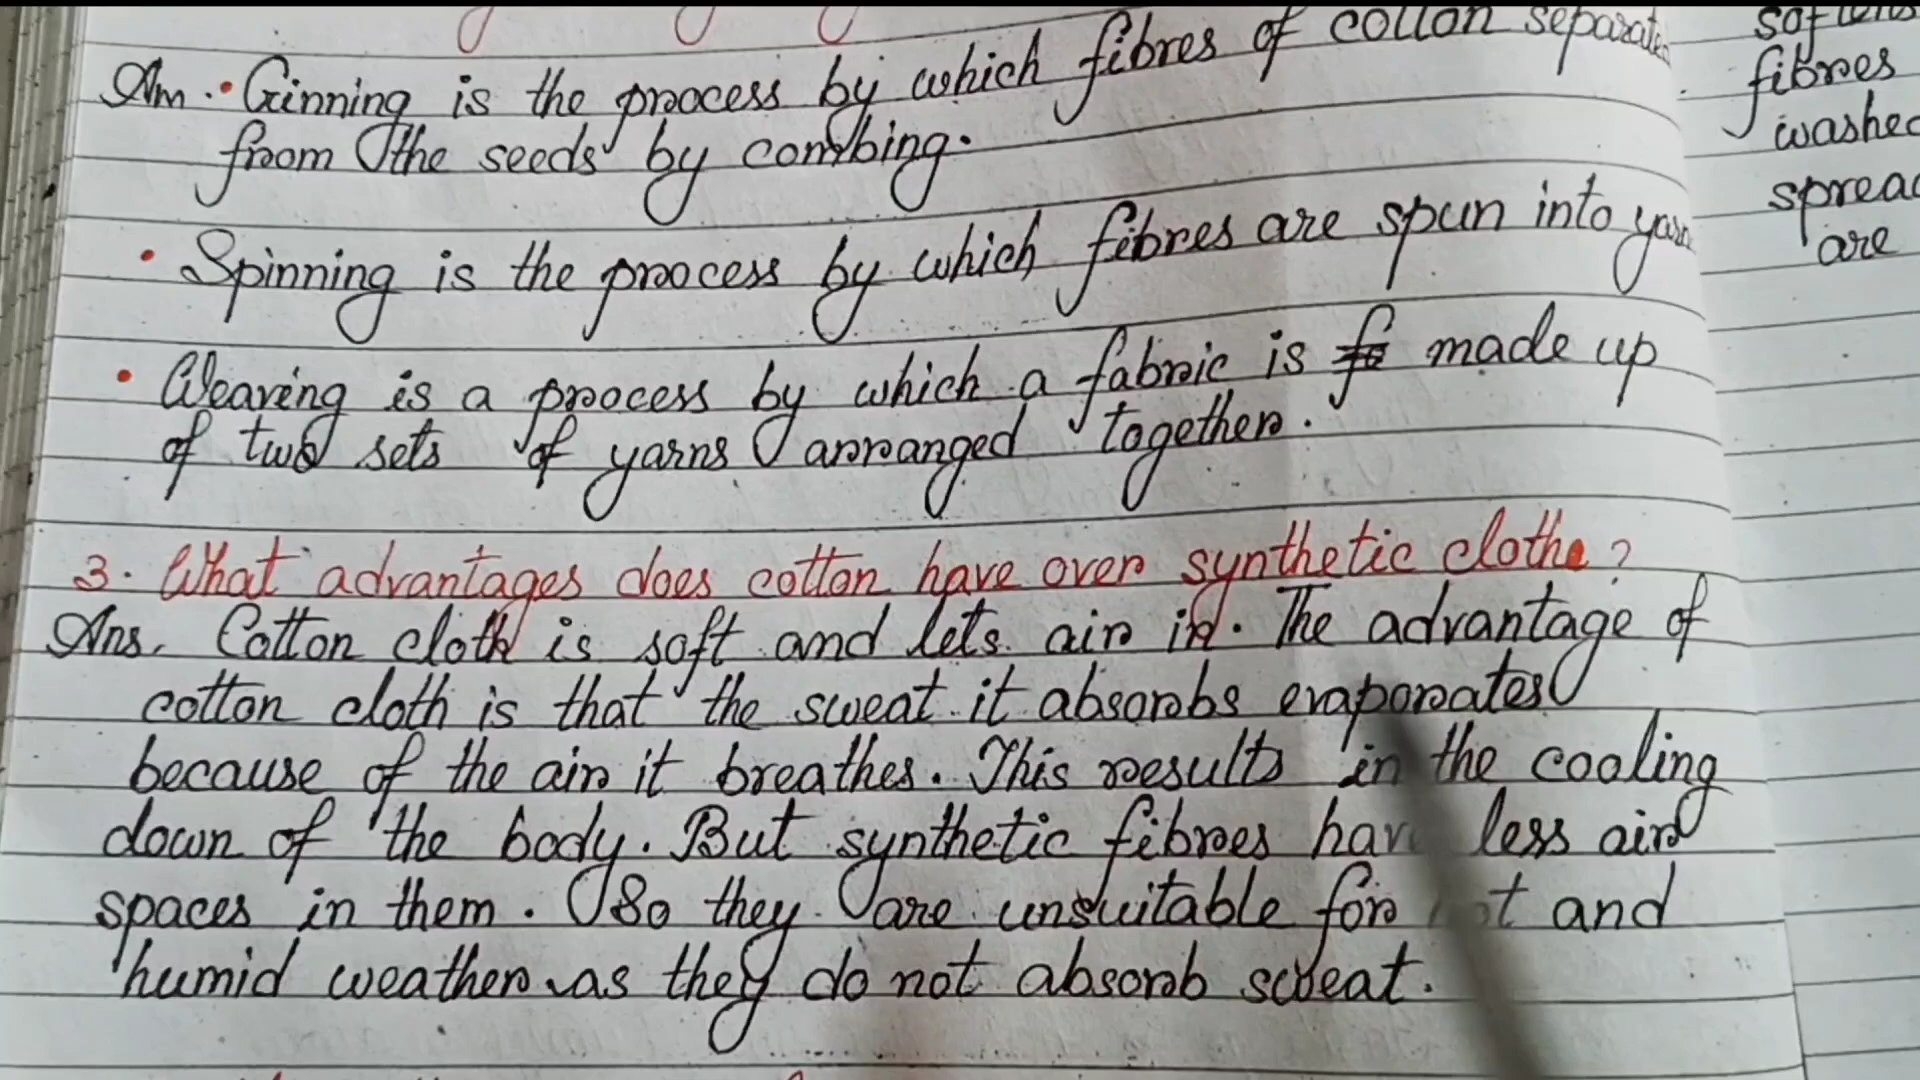 Ans. • Ginning is the process by which fibres of cotton separate
from the seeds by combing.
• Spinning is the process by which fibres are spun into yarn
• Weaving is a process by which a fabric is made up
of two sets of yarns arranged together.
3. What advantages does cotton have over synthetic clothe?
Ans. Cotton cloth is soft and lets air in. The advantage of
cotton cloth is that the sweat it absorbs evaporates
because of the air it breathes. This results in the cooling
down of the body. But synthetic fibres have less air
spaces in them. So they are unsuitable for and
humid weather as they do not absorb sweat.
fibres
washed
spread
are